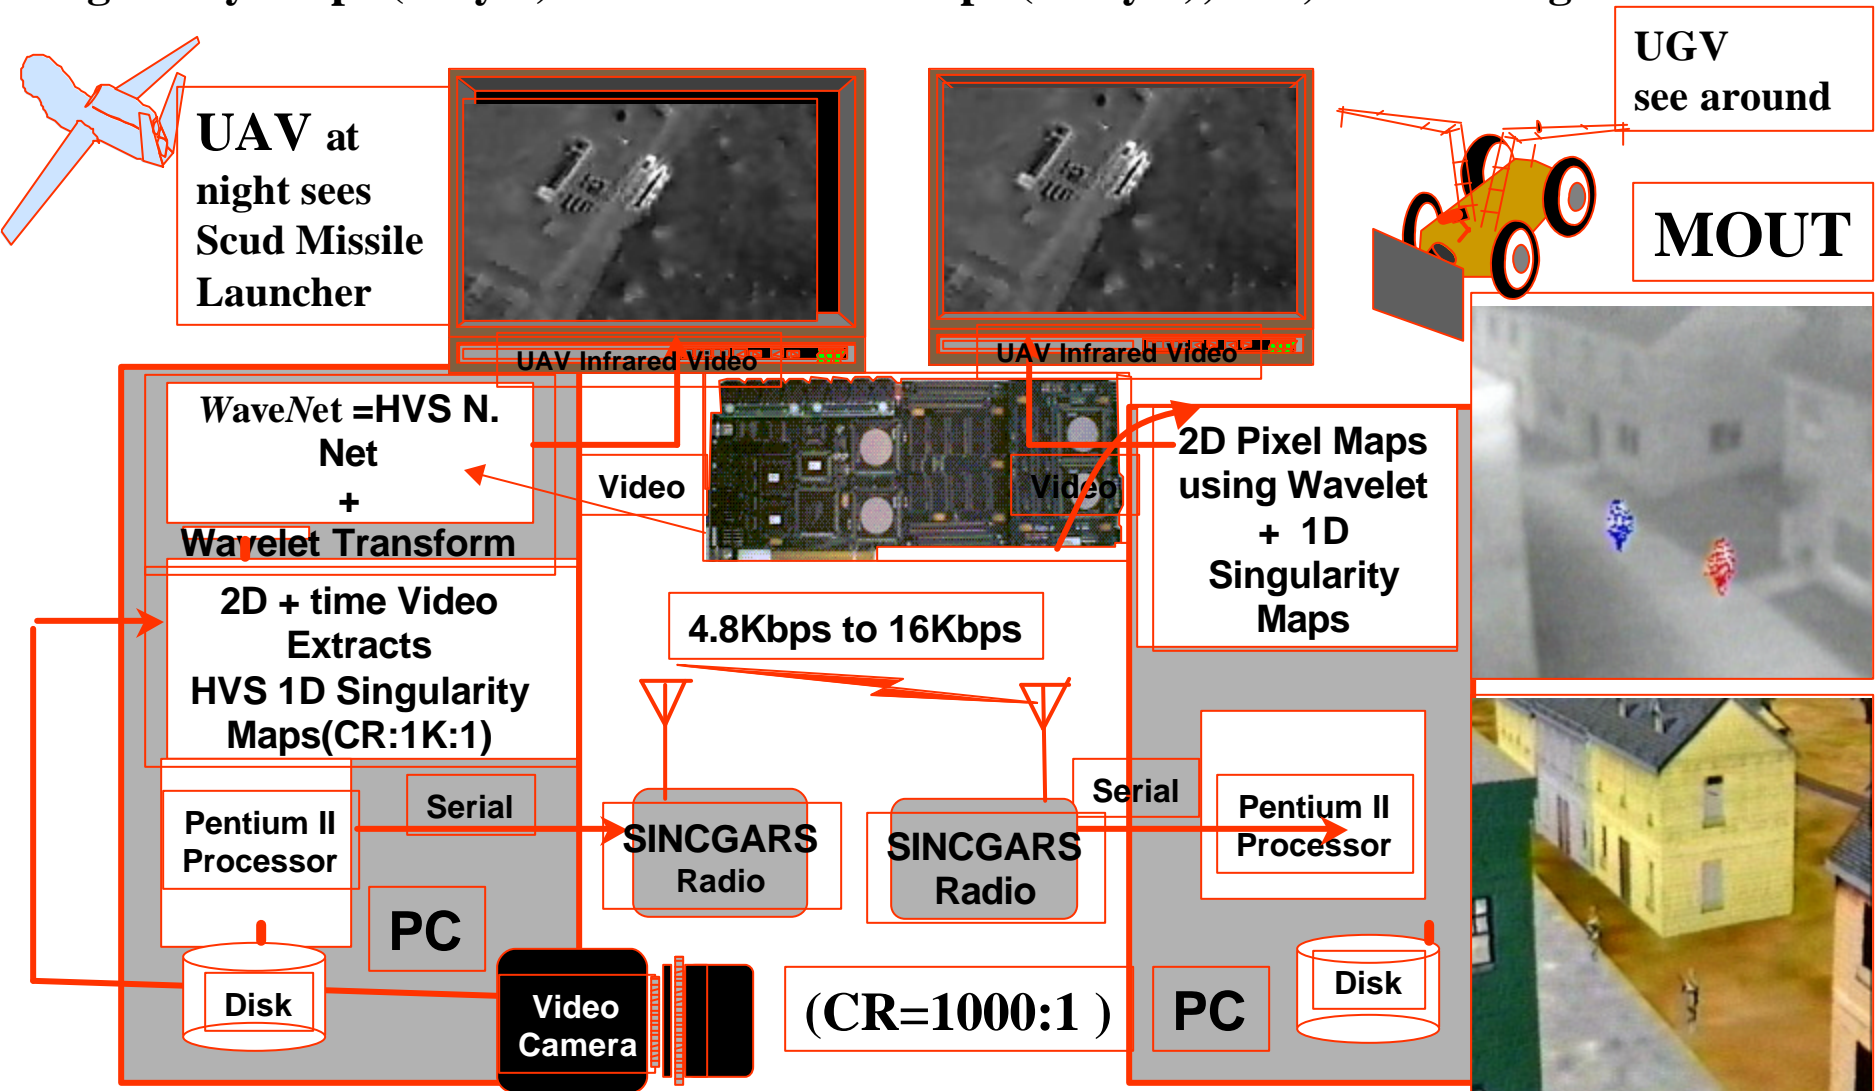 UGV
see around
UAV at
night sees
Scud Missile
Launcher
MOUT
UAV Infrared Video
UAV Infrared Video
WaveNet =HVS N.
Net
+
Wavelet Transform
Video
Video
2D Pixel Maps
using Wavelet
+ 1D
Singularity
Maps
2D + time Video
Extracts
HVS 1D Singularity
Maps(CR:1K:1)
4.8Kbps to 16Kbps
Pentium II
Processor
Serial
SINCGARS
Radio
SINCGARS
Radio
Serial
Pentium II
Processor
PC
Disk
Video
Camera
(CR=1000:1 )
PC
Disk